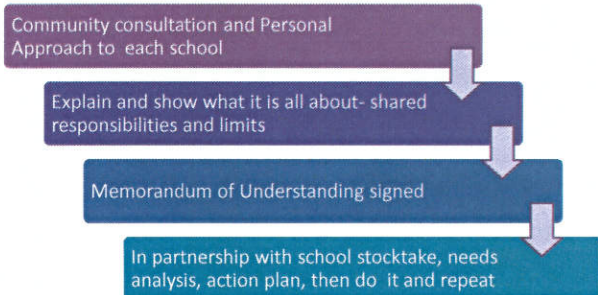 Community consultation and Personal
Approach to each school
Explain and show what it is all about- shared
responsibilities and limits
Memorandum of Understanding signed
In partnership with school stocktake, needs
analysis, action plan, then do it and repeat